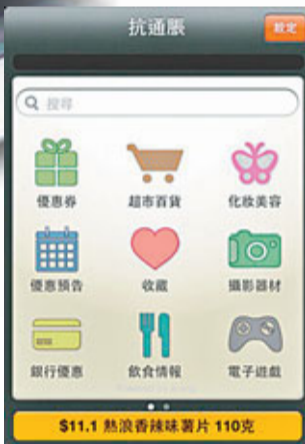 抗通脹
設定
搜尋
優惠券
超市百貨
化妝美容
優惠預告
收藏
攝影器材
銀行優惠
飲食情報
電子遊戲
$11.1 熱浪香辣味薯片 110克